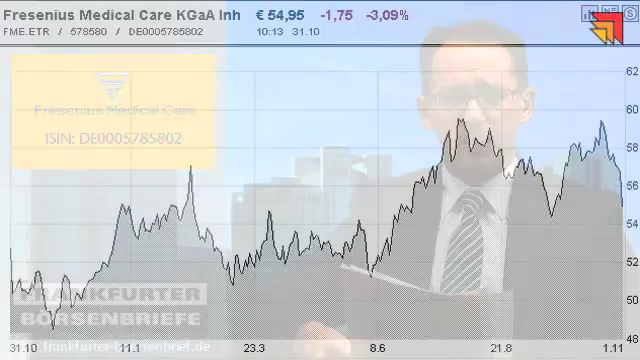 Fresenius Medical Care KGaA Inh € 54,95 -1,75 -3,09%
FME.ETR / 578580 / DE0005785802 10:13 31.10
Fresenius Medical Care
ISIN: DE0005785802
62
60
58
56
54
52
50
48
FRANKFURTER
BÖRSENBRIEFE
frankfurter-boersenbrief.de
31.10 11.1 23.3 8.6 21.8 1.11